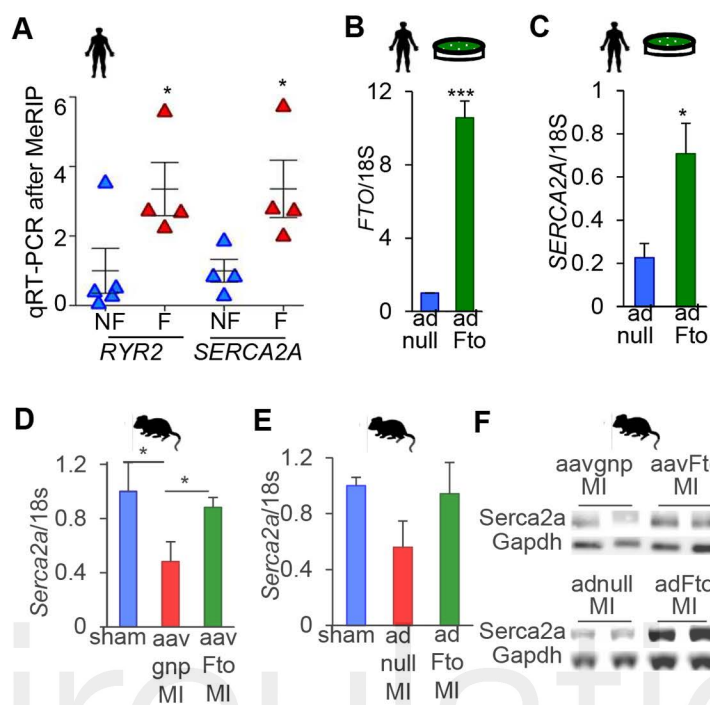 A
qRT-PCR after MeRIP
6
4
2
0
*
*
NF F NF F
RYR2 SERCA2A
B
FTO/18S
12
8
4
0
***
ad ad
null Fto
C
SERCA2A/18S
1
0.8
0.6
0.4
0.2
0
*
ad ad
null Fto
D
Serca2a/18s
1.2
0.8
0.4
0
*
*
sham aav aav
gnp Fto
MI MI
E
Serca2a/18s
1.2
0.8
0.4
0
sham ad ad
null Fto
MI MI
F
aavgnp aavFto
MI MI
Serca2a
Gapdh
adnull adFto
MI MI
Serca2a
Gapdh